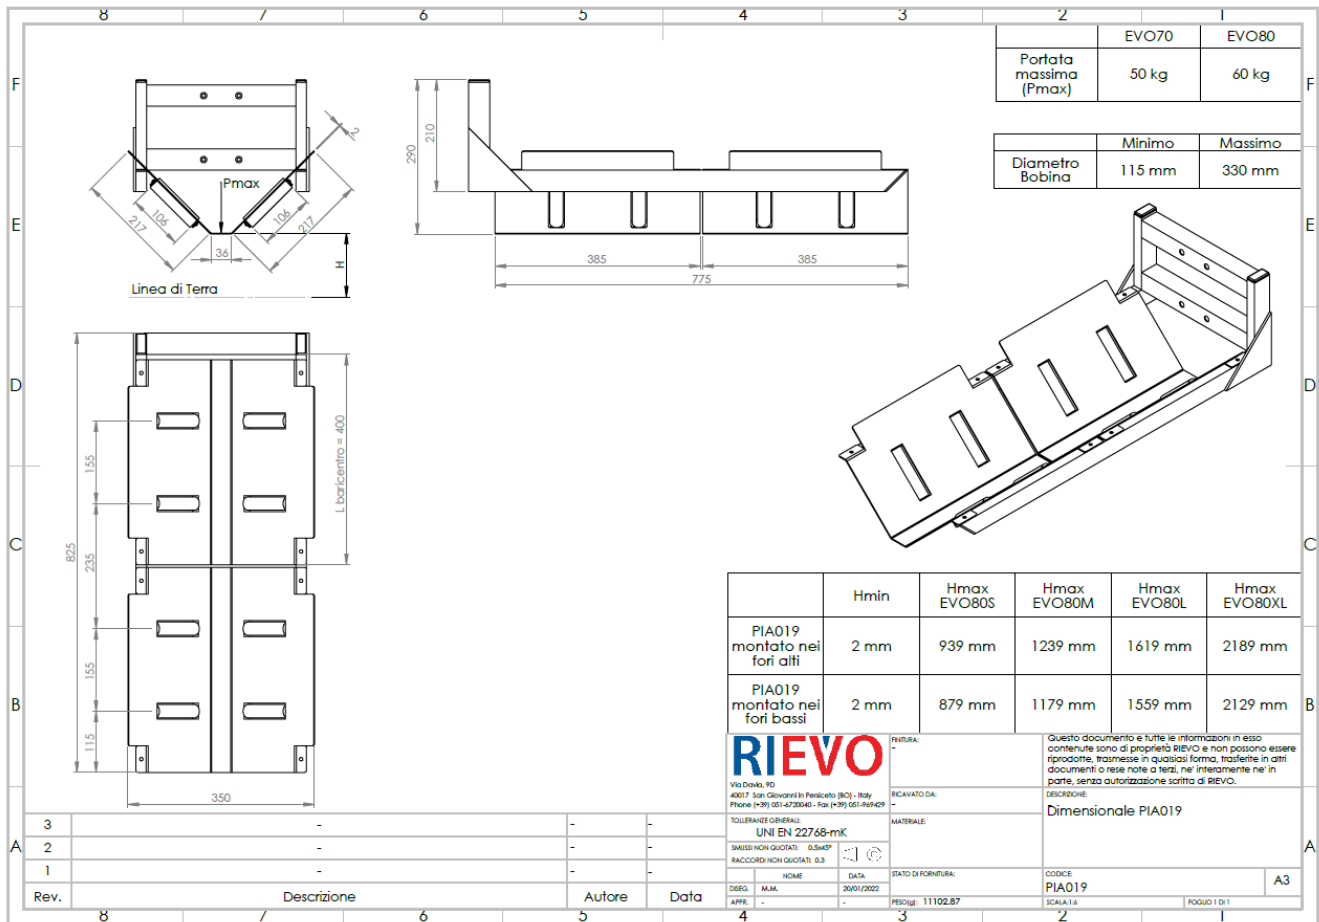 8 7 6 5 4 3 2 1
F
E
D
C
B
A
F
E
D
C
B
A
EVO70 EVO80
Portata massima (Pmax) 50 kg 60 kg
Minimo Massimo
Diametro Bobina 115 mm 330 mm
2
Pmax
106
217
106
217
36
H
Linea di Terra
290
210
385
385
775
825
155
235
155
115
L baricentro = 400
350
Hmin Hmax EVO80S Hmax EVO80M Hmax EVO80L Hmax EVO80XL
PIA019 montato nei fori alti 2 mm 939 mm 1239 mm 1619 mm 2189 mm
PIA019 montato nei fori bassi 2 mm 879 mm 1179 mm 1559 mm 2129 mm
RIEVO
Via Davia, 9D
40017 San Giovanni in Persiceto (BO) - Italy
Phone (+39) 051-6720040 - Fax (+39) 051-969429
TOLLERANZE GENERALI:
UNI EN 22768-mK
SMUSSI NON QUOTATI: 0.5x45°
RACCORDI NON QUOTATI: 0.3
NOME DATA
DISEG. M.M. 20/01/2022
APPR. - -
FINITURA:
-
RICAVATO DA:
-
MATERIALE:
STATO DI FORNITURA:
PESO(g): 11102.87
Questo documento e tutte le informazioni in esso
contenute sono di proprietà RIEVO e non possono essere
riprodotte, trasmesse in qualsiasi forma, trasferite in altri
documenti o rese note a terzi, ne' interamente ne' in
parte, senza autorizzazione scritta di RIEVO.
DESCRIZIONE:
Dimensionale PIA019
CODICE:
PIA019
A3
SCALA:1:6
FOGLIO 1 DI 1
3 - - -
2 - - -
1 - - -
Rev. Descrizione Autore Data
8 7 6 5 4 3 2 1